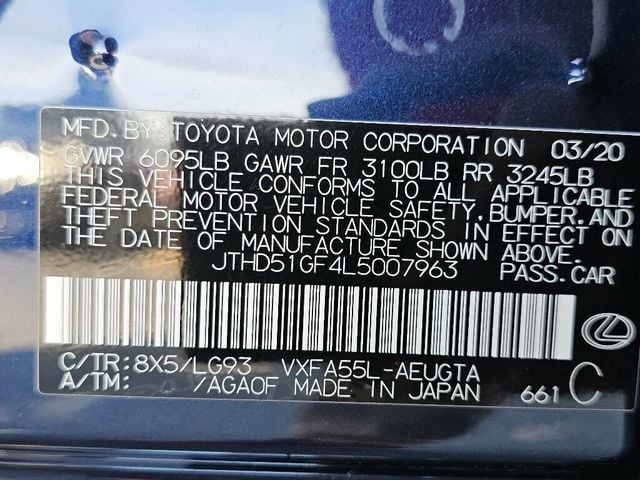 MFD. BY: TOYOTA MOTOR CORPORATION 03/20
GVWR 6095LB GAWR FR 3100LB RR 3245LB
THIS VEHICLE CONFORMS TO ALL APPLICABLE
FEDERAL MOTOR VEHICLE SAFETY, BUMPER, AND
THEFT PREVENTION STANDARDS IN EFFECT ON
THE DATE OF MANUFACTURE SHOWN ABOVE.
JTHD51GF4L5007963 PASS.CAR
C/TR: 8X5/LG93 VXFA55L-AEUGTA
A/TM: /AGA0F MADE IN JAPAN 661 C